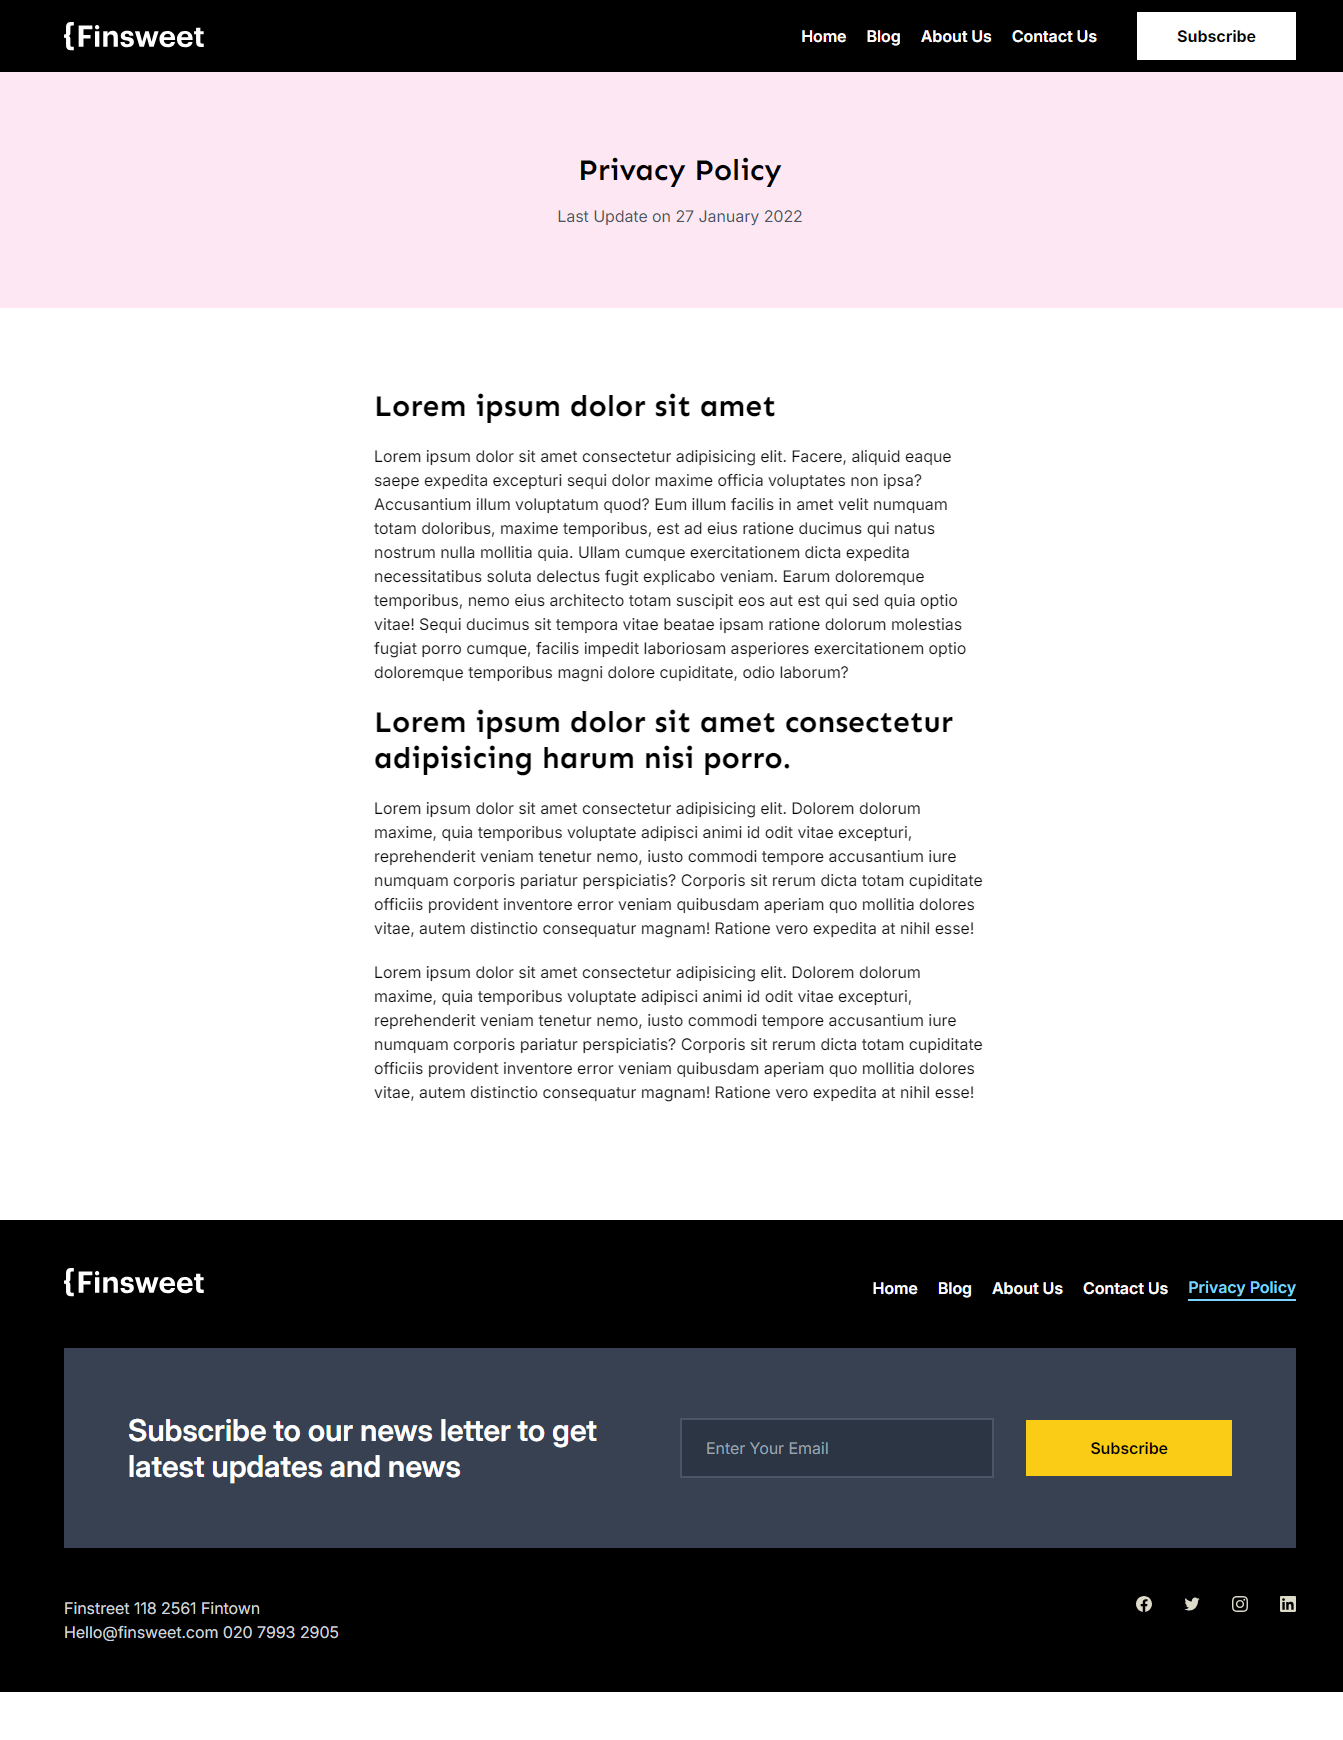 {Finsweet
Home Blog About Us Contact Us Subscribe
Privacy Policy
Last Update on 27 January 2022
Lorem ipsum dolor sit amet
Lorem ipsum dolor sit amet consectetur adipisicing elit. Facere, aliquid eaque
saepe expedita excepturi sequi dolor maxime officia voluptates non ipsa?
Accusantium illum voluptatum quod? Eum illum facilis in amet velit numquam
totam doloribus, maxime temporibus, est ad eius ratione ducimus qui natus
nostrum nulla mollitia quia. Ullam cumque exercitationem dicta expedita
necessitatibus soluta delectus fugit explicabo veniam. Earum doloremque
temporibus, nemo eius architecto totam suscipit eos aut est qui sed quia optio
vitae! Sequi ducimus sit tempora vitae beatae ipsam ratione dolorum molestias
fugiat porro cumque, facilis impedit laboriosam asperiores exercitationem optio
doloremque temporibus magni dolore cupiditate, odio laborum?
Lorem ipsum dolor sit amet consectetur
adipisicing harum nisi porro.
Lorem ipsum dolor sit amet consectetur adipisicing elit. Dolorem dolorum
maxime, quia temporibus voluptate adipisci animi id odit vitae excepturi,
reprehenderit veniam tenetur nemo, iusto commodi tempore accusantium iure
numquam corporis pariatur perspiciatis? Corporis sit rerum dicta totam cupiditate
officiis provident inventore error veniam quibusdam aperiam quo mollitia dolores
vitae, autem distinctio consequatur magnam! Ratione vero expedita at nihil esse!
Lorem ipsum dolor sit amet consectetur adipisicing elit. Dolorem dolorum
maxime, quia temporibus voluptate adipisci animi id odit vitae excepturi,
reprehenderit veniam tenetur nemo, iusto commodi tempore accusantium iure
numquam corporis pariatur perspiciatis? Corporis sit rerum dicta totam cupiditate
officiis provident inventore error veniam quibusdam aperiam quo mollitia dolores
vitae, autem distinctio consequatur magnam! Ratione vero expedita at nihil esse!
{Finsweet
Home Blog About Us Contact Us Privacy Policy
Subscribe to our news letter to get
latest updates and news
Enter Your Email
Subscribe
Finstreet 118 2561 Fintown
Hello@finsweet.com 020 7993 2905